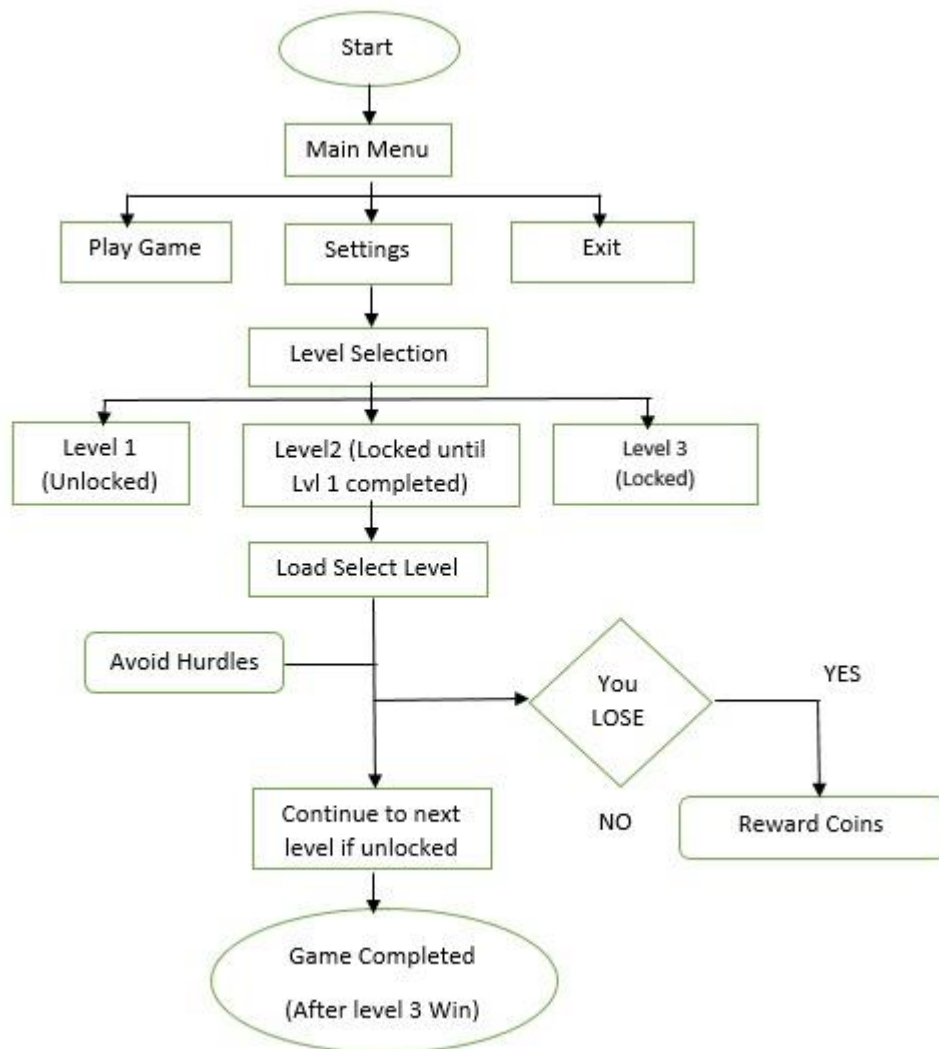 Start
Main Menu
Play Game
Settings
Exit
Level Selection
Level 1
(Unlocked)
Level2 (Locked until
Lvl 1 completed)
Level 3
(Locked)
Load Select Level
Avoid Hurdles
You
LOSE
YES
NO
Continue to next
level if unlocked
Reward Coins
Game Completed
(After level 3 Win)